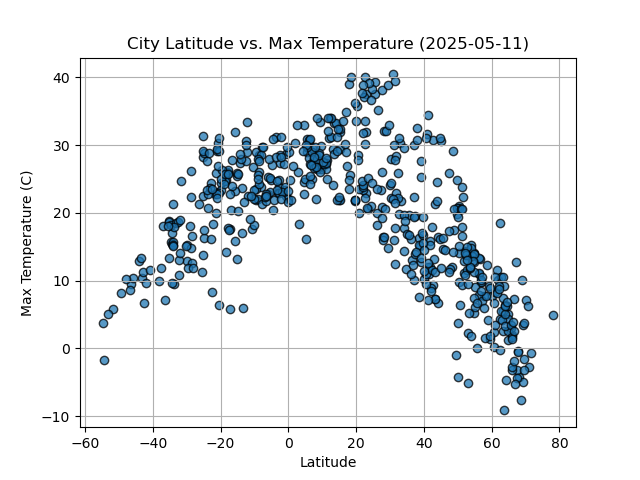 City Latitude vs. Max Temperature (2025-05-11)
Max Temperature (C)
40
30
20
10
0
−10
−60 −40 −20 0 20 40 60 80
Latitude